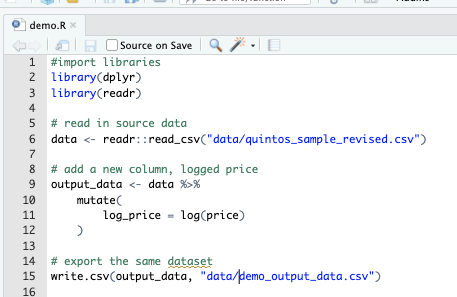 demo.R
Source on Save
1 #import libraries
2 library(dplyr)
3 library(readr)
4
5 # read in source data
6 data <- readr::read_csv("data/quintos_sample_revised.csv")
7
8 # add a new column, logged price
9 output_data <- data %>%
10     mutate(
11         log_price = log(price)
12     )
13
14 # export the same dataset
15 write.csv(output_data, "data/demo_output_data.csv")
16